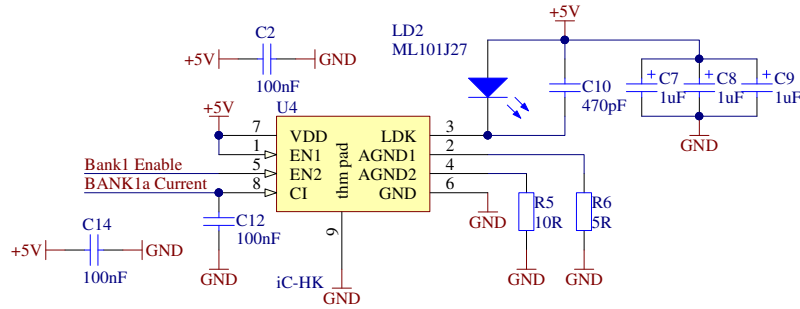 +5V
LD2
ML101J27
C2
+5V
GND
100nF
C10
470pF
+
C7
1uF
+
C8
1uF
+
C9
1uF
GND
+5V
U4
7
VDD
LDK
3
1
EN1
AGND1
2
Bank1 Enable
5
EN2
AGND2
4
BANK1a Current
8
CI
GND
6
thm pad
9
C12
100nF
GND
C14
+5V
GND
100nF
iC-HK
GND
GND
R5
10R
GND
R6
5R
GND